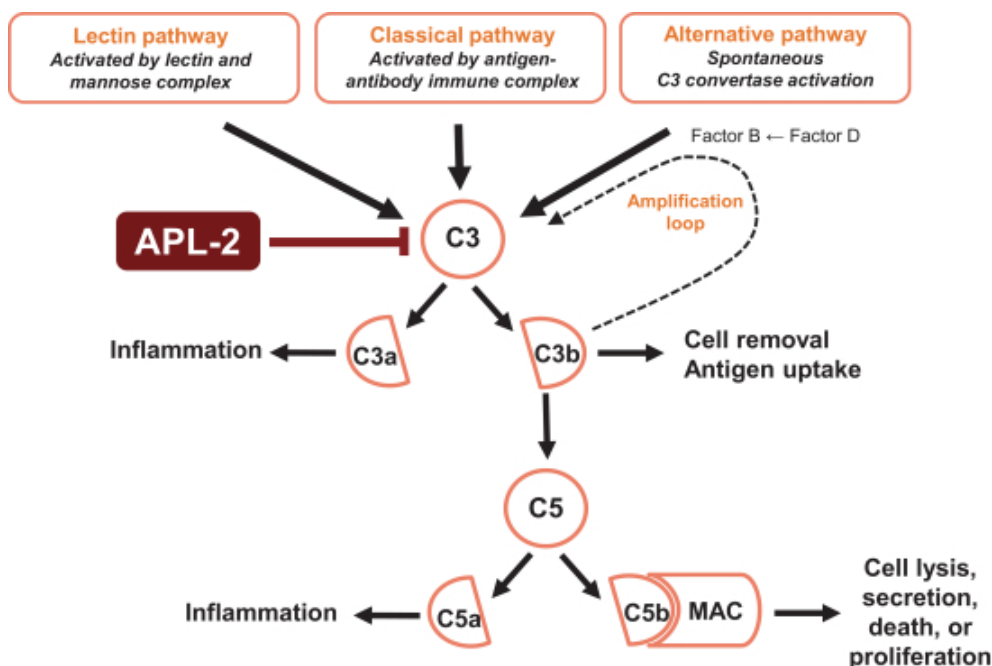 Lectin pathway
Activated by lectin and
mannose complex
Classical pathway
Activated by antigen-
antibody immune complex
Alternative pathway
Spontaneous
C3 convertase activation
Factor B ← Factor D
Amplification
loop
APL-2
C3
Inflammation
C3a
C3b
Cell removal
Antigen uptake
C5
Inflammation
C5a
C5b
MAC
Cell lysis,
secretion,
death, or
proliferation